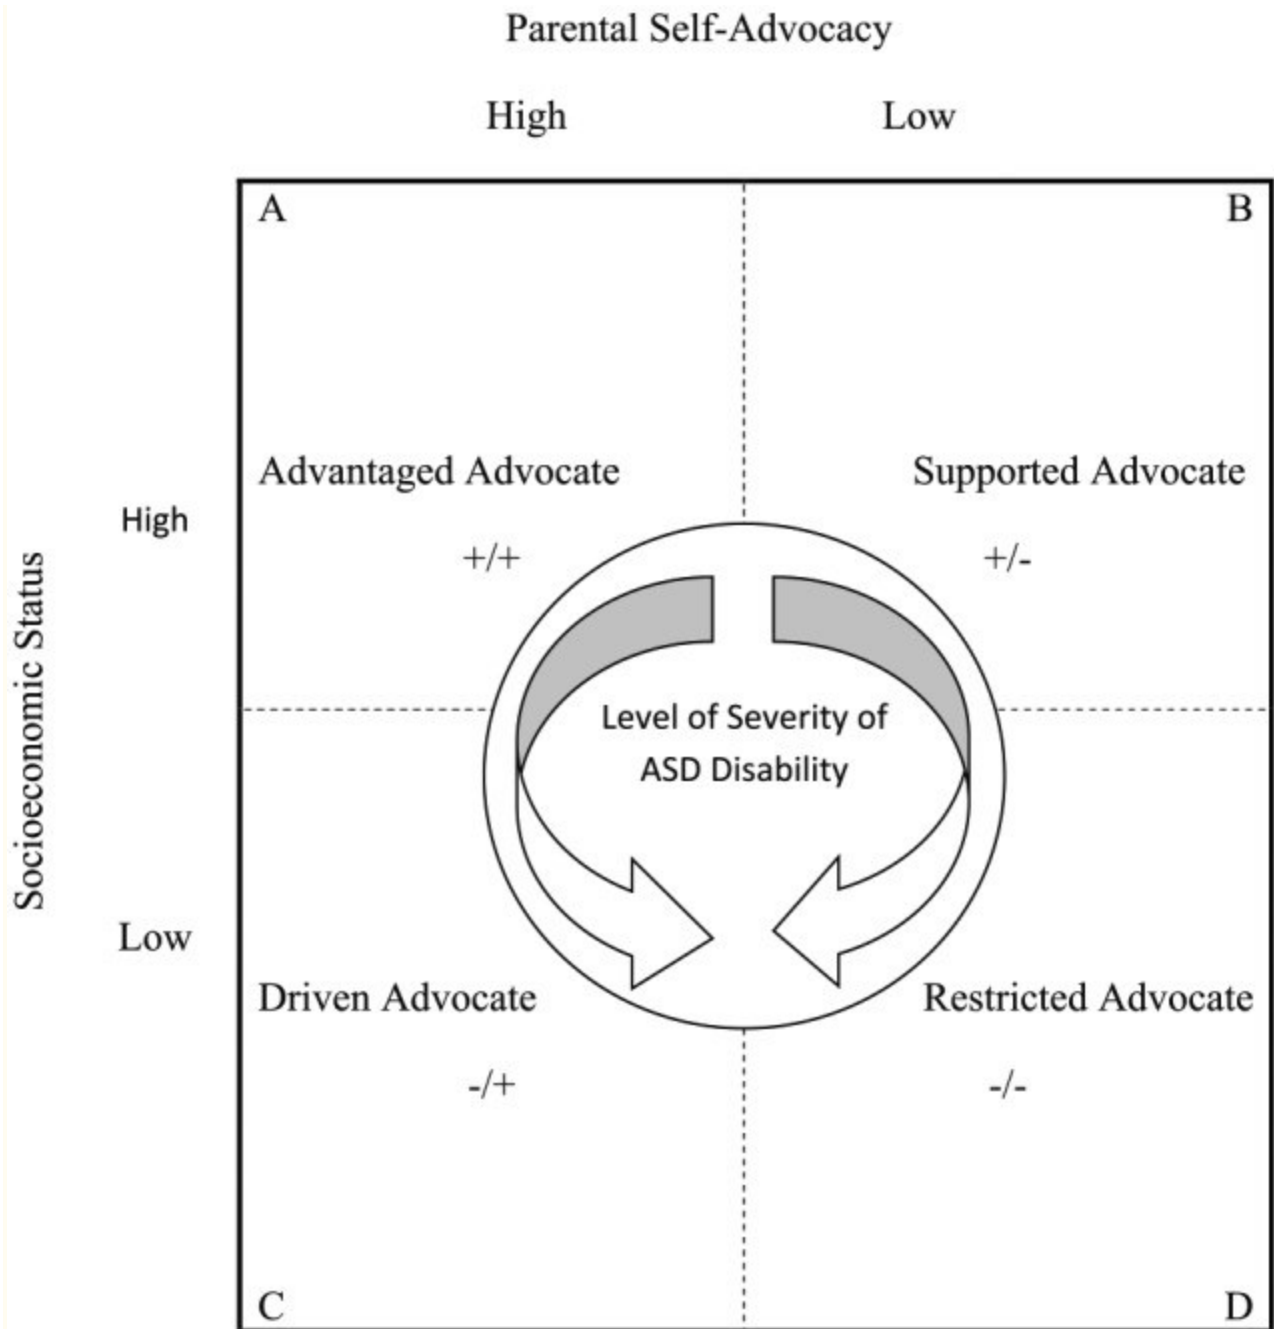 Parental Self-Advocacy
High
Low
A
B
Advantaged Advocate
Supported Advocate
High
+/+
+/-
Socioeconomic Status
Level of Severity of
ASD Disability
Low
Driven Advocate
Restricted Advocate
-/+
-/-
C
D